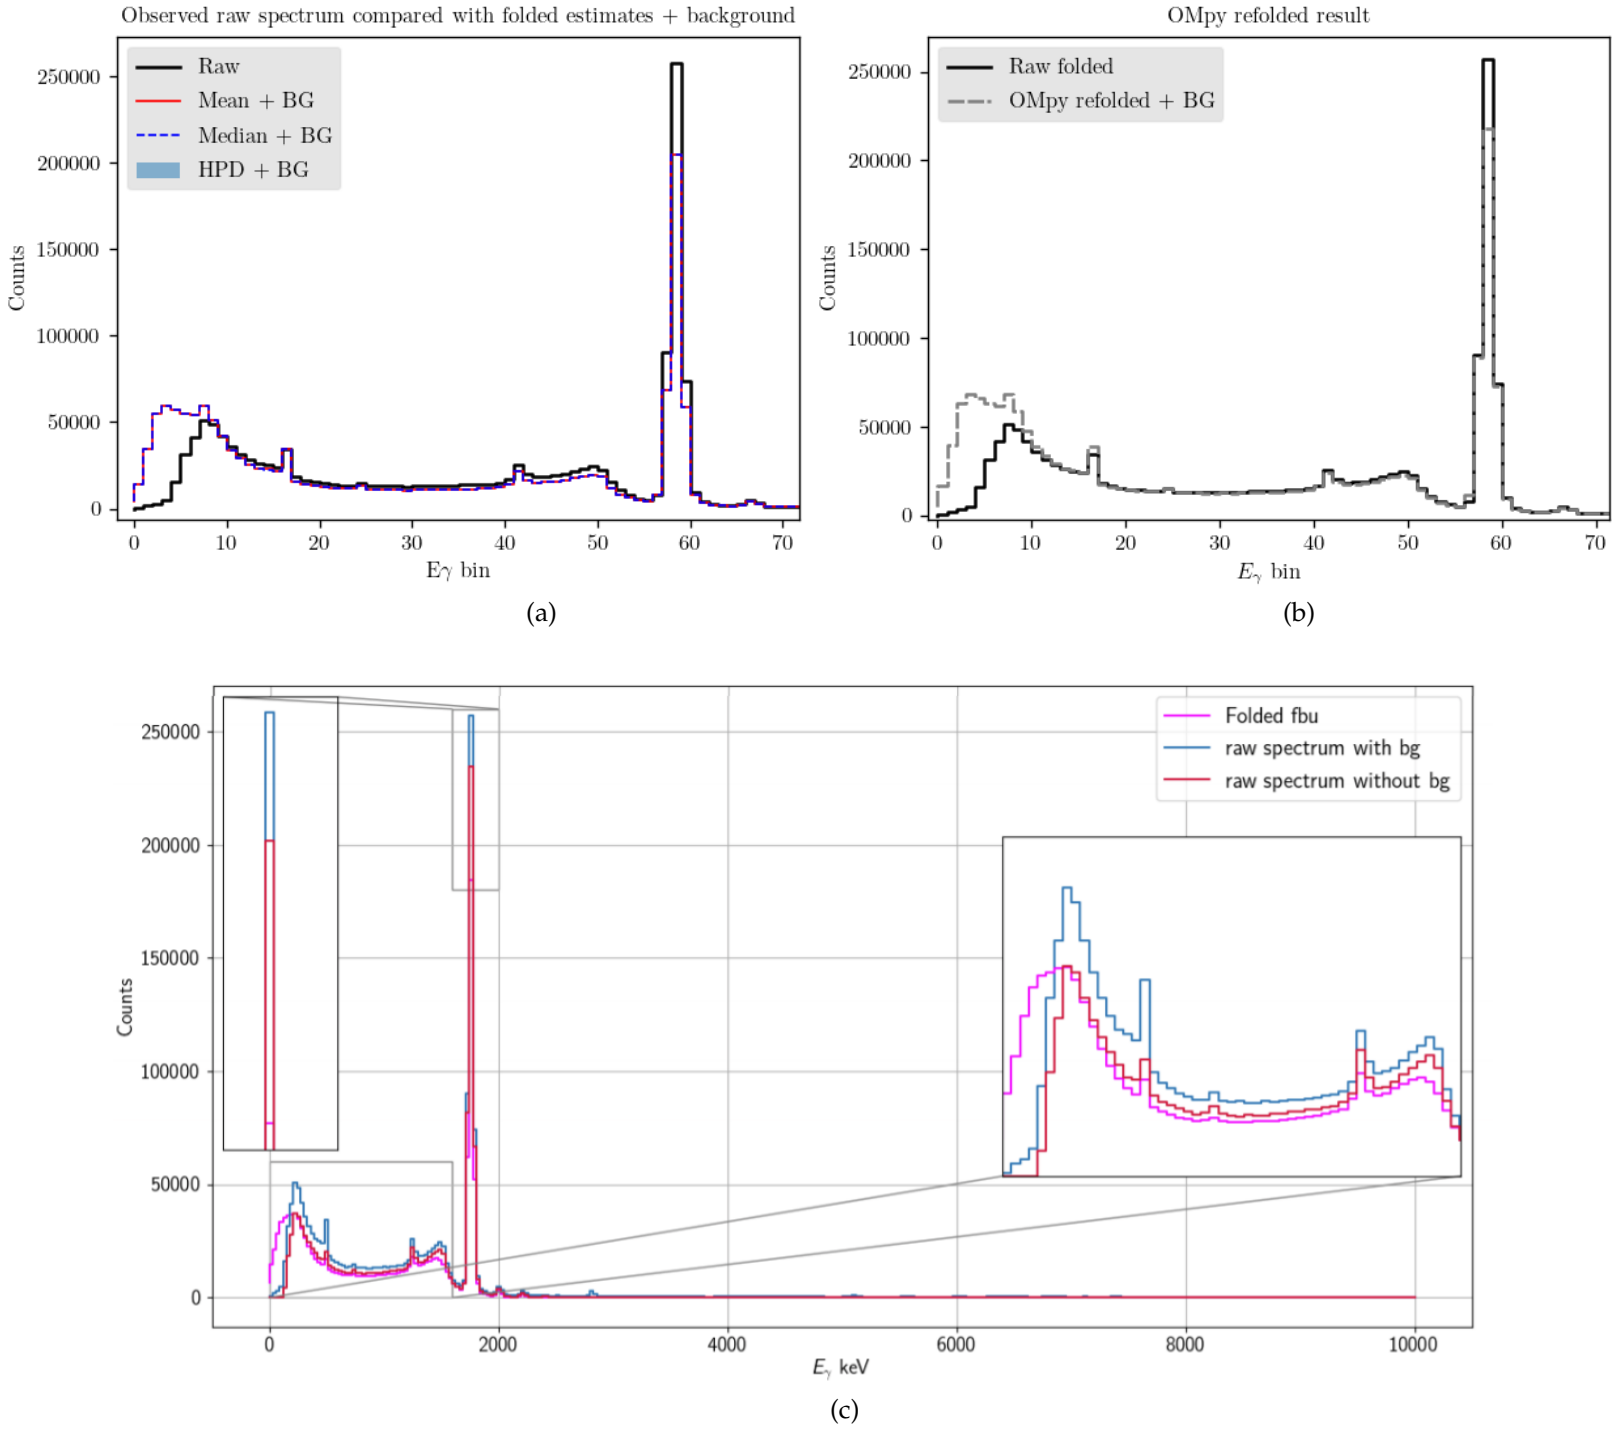 Observed raw spectrum compared with folded estimates + background
Raw
Mean + BG
Median + BG
HPD + BG
250000
200000
150000
100000
50000
0
Counts
0 10 20 30 40 50 60 70
Eγ bin
(a)
OMpy refolded result
Raw folded
OMpy refolded + BG
250000
200000
150000
100000
50000
0
Counts
0 10 20 30 40 50 60 70
Eγ bin
(b)
Folded fbu
raw spectrum with bg
raw spectrum without bg
250000
200000
150000
100000
50000
0
Counts
0 2000 4000 6000 8000 10000
Eγ keV
(c)